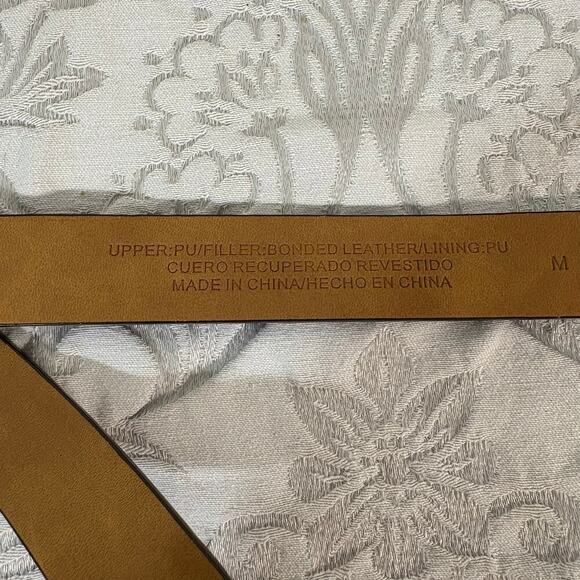 UPPER:PU/FILLER:BONDED LEATHER/LINING:PU
CUERO RECUPERADO REVESTIDO
MADE IN CHINA/HECHO EN CHINA
M